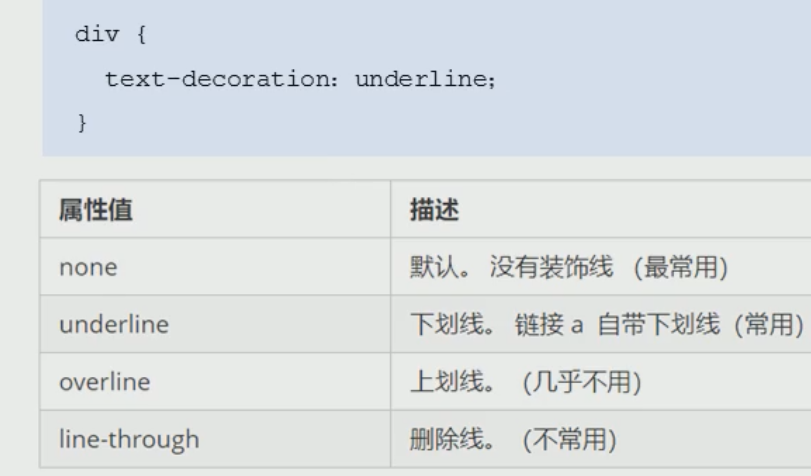 div {
text-decoration: underline;
}
属性值 描述
none 默认。 没有装饰线 (最常用)
underline 下划线。 链接 a 自带下划线 (常用)
overline 上划线。 (几乎不用)
line-through 删除线。 (不常用)